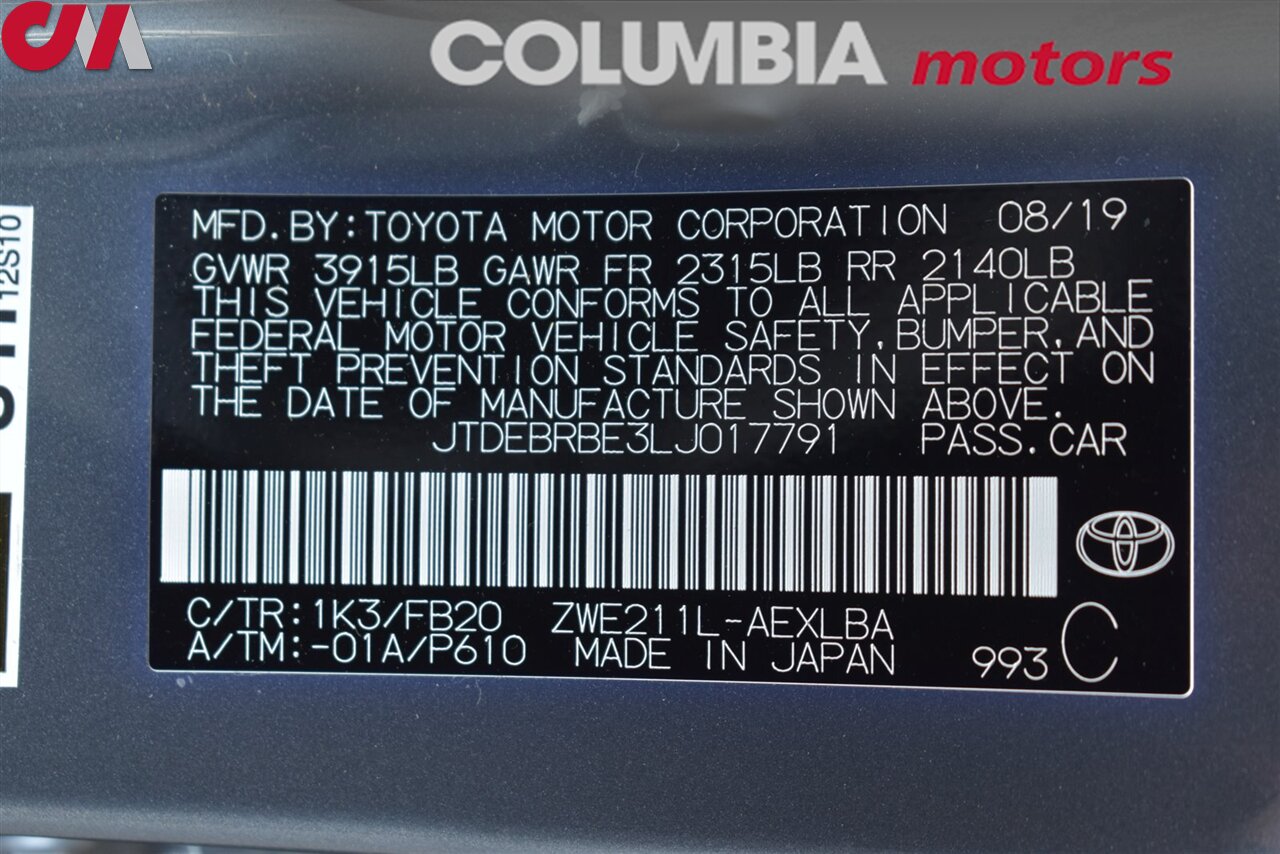 CM
COLUMBIA motors
MFD.BY:TOYOTA MOTOR CORPORATION 08/19
GVWR 3915LB GAWR FR 2315LB RR 2140LB
THIS VEHICLE CONFORMS TO ALL APPLICABLE
FEDERAL MOTOR VEHICLE SAFETY,BUMPER,AND
THEFT PREVENTION STANDARDS IN EFFECT ON
THE DATE OF MANUFACTURE SHOWN ABOVE.
JTDEBRBE3LJ017791 PASS.CAR
C/TR:1K3/FB20 ZWE211L-AEXLBA
A/TM:-01A/P610 MADE IN JAPAN 993 C
112S10